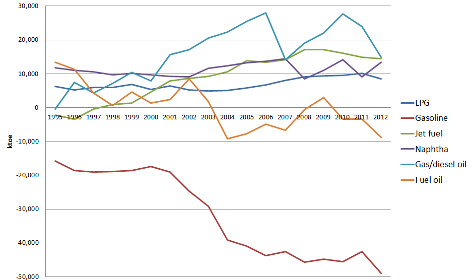 30,000
20,000
10,000
0
-10,000
-20,000
-30,000
-40,000
-50,000
ktoe
1995 1996 1997 1998 1999 2000 2001 2002 2003 2004 2005 2006 2007 2008 2009 2010 2011 2012
LPG
Gasoline
Jet fuel
Naphtha
Gas/diesel oil
Fuel oil